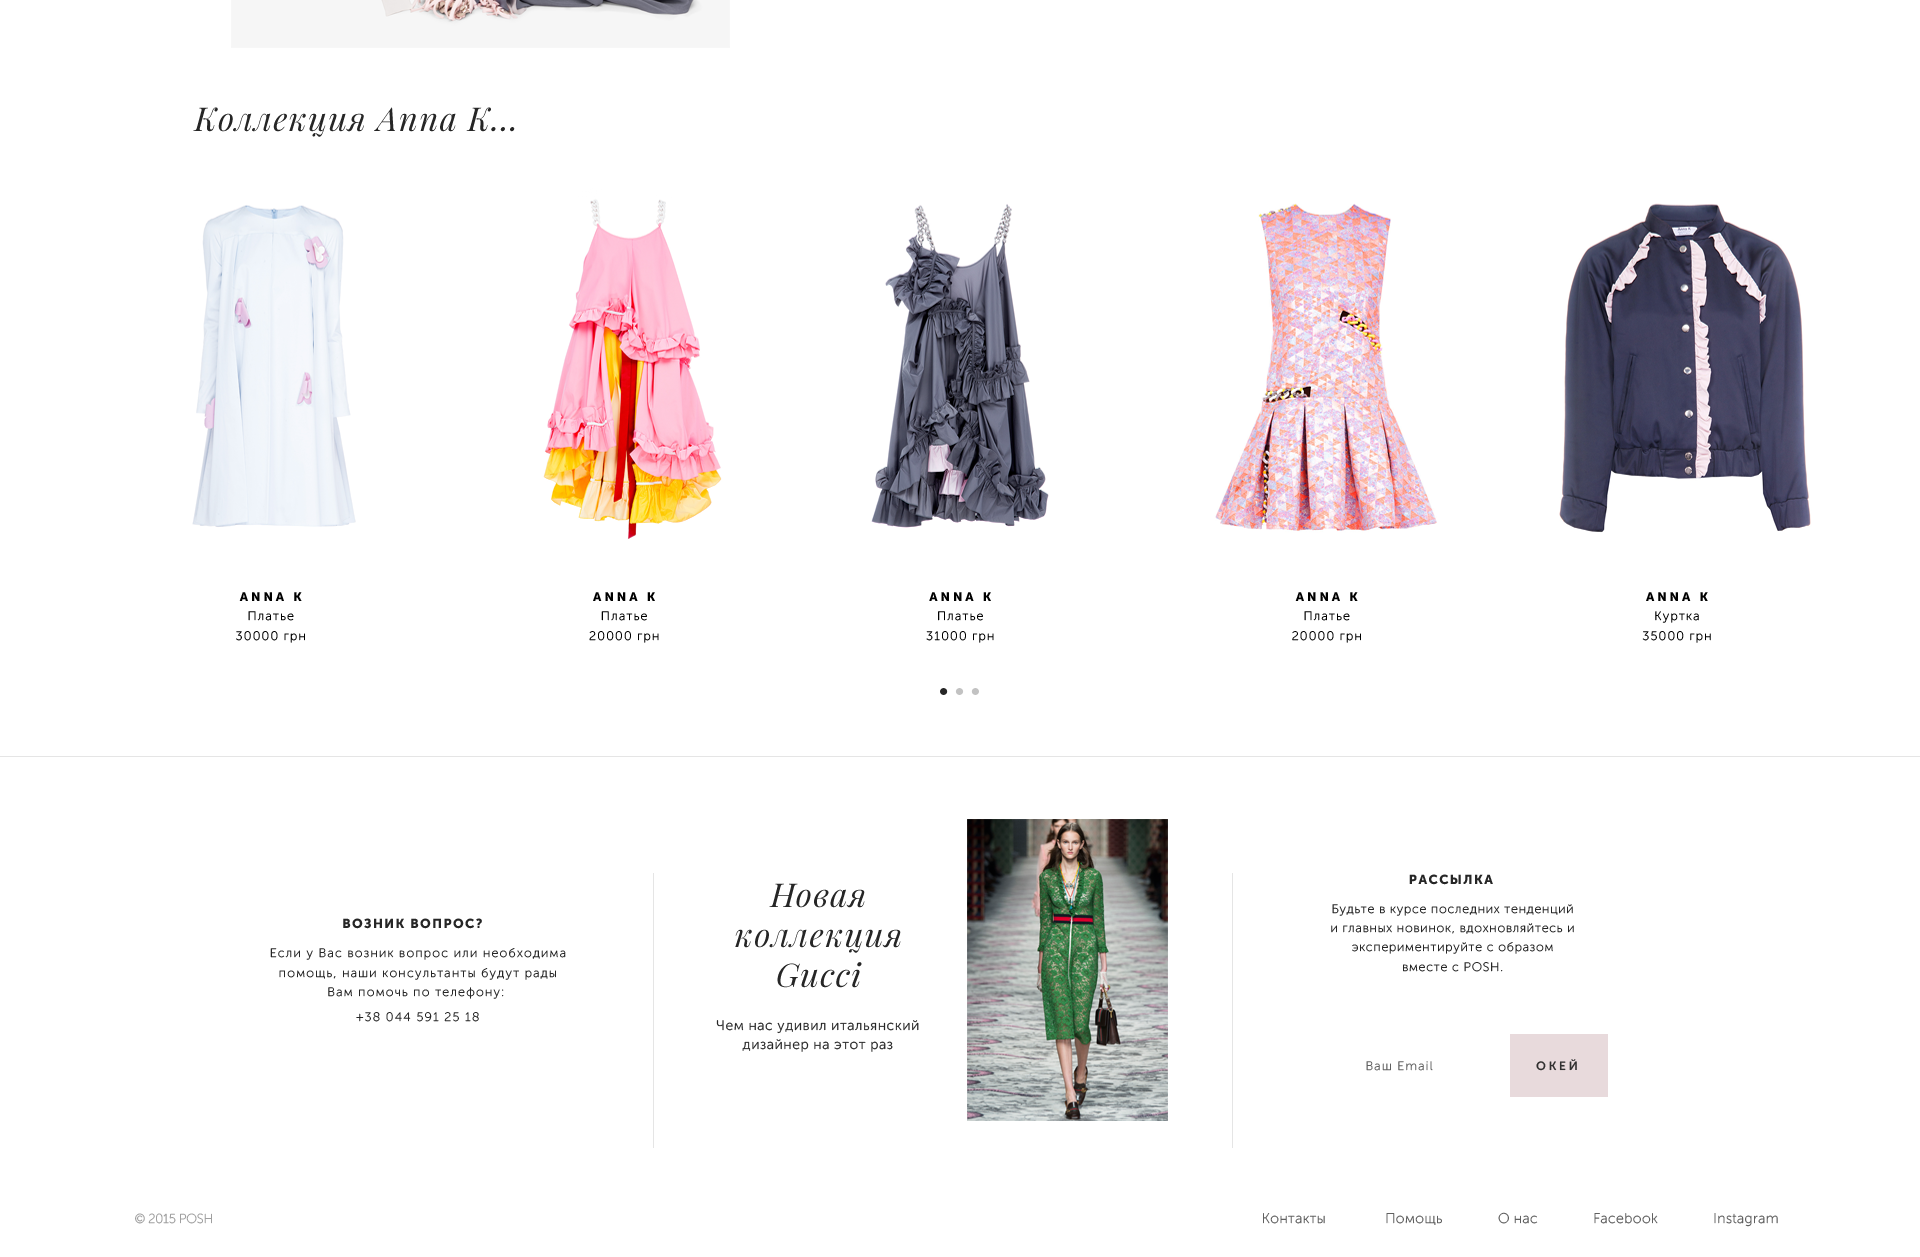 Коллекция Anna K...
ANNA K
Платье
30000 грн
ANNA K
Платье
20000 грн
ANNA K
Платье
31000 грн
ANNA K
Платье
20000 грн
ANNA K
Куртка
35000 грн
ВОЗНИК ВОПРОС?
Если у Вас возник вопрос или необходима
помощь, наши консультанты будут рады
Вам помочь по телефону:
+38 044 591 25 18
Новая
коллекция
Gucci
Чем нас удивил итальянский
дизайнер на этот раз
РАССЫЛКА
Будьте в курсе последних тенденций
и главных новинок, вдохновляйтесь и
экспериментируйте с образом
вместе с POSH.
Ваш Email
ОКЕЙ
© 2015 POSH
Контакты
Помощь
О нас
Facebook
Instagram